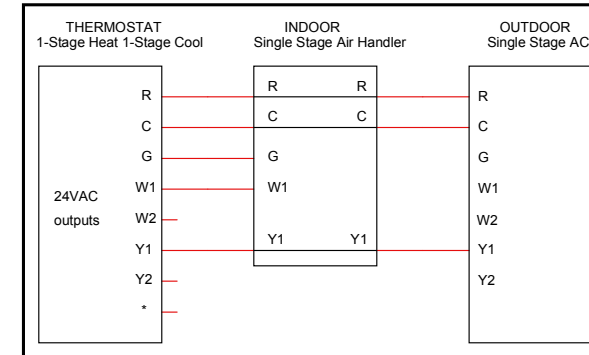 THERMOSTAT
1-Stage Heat 1-Stage Cool
INDOOR
Single Stage Air Handler
OUTDOOR
Single Stage AC
24VAC
outputs
R
C
G
W1
W2
Y1
Y2
*
R R
C C
G
W1
Y1 Y1
R
C
G
W1
W2
Y1
Y2